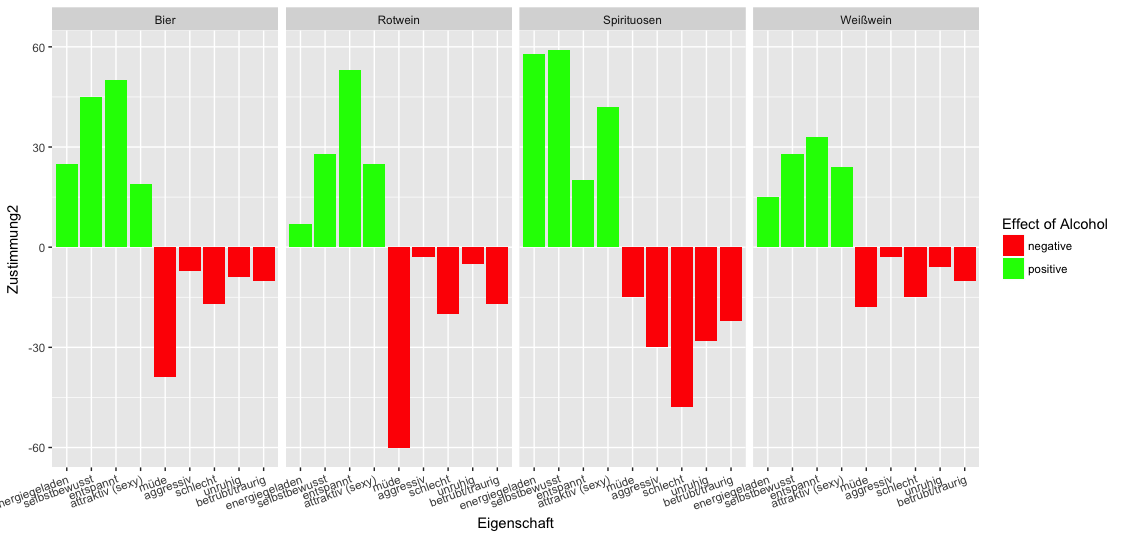 Bier
Rotwein
Spirituosen
Weißwein
Zustimmung2
60
30
0
-30
-60
nergiegeladen
selbstbewusst
entspannt
attraktiv (sexy)
müde
aggressiv
schlecht
unruhig
betrübt/traurig
energiegeladen
selbstbewusst
entspannt
attraktiv (sexy)
müde
aggressiv
schlecht
unruhig
betrübt/traurig
energiegeladen
selbstbewusst
entspannt
attraktiv (sexy)
müde
aggressiv
schlecht
unruhig
betrübt/traurig
energiegeladen
selbstbewusst
entspannt
attraktiv (sexy)
müde
aggressiv
schlecht
unruhig
betrübt/traurig
Eigenschaft
Effect of Alcohol
negative
positive